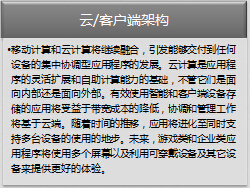 云/客户端架构
•移动计算和云计算将继续融合，引发能够交付到任何
设备的集中协调型应用程序的发展。云计算是应用程
序的灵活扩展和自助计算能力的基础，不管它们是面
向内部还是面向外部。有效使用智能和客户端设备存
储的应用将受益于带宽成本的降低，协调和管理工作
将基于云端。随着时间的推移，应用将进化至同时支
持多台设备的使用的地步。未来，游戏类和企业类应
用程序将使用多个屏幕以及利用可穿戴设备及其它设
备来提供更好的体验。